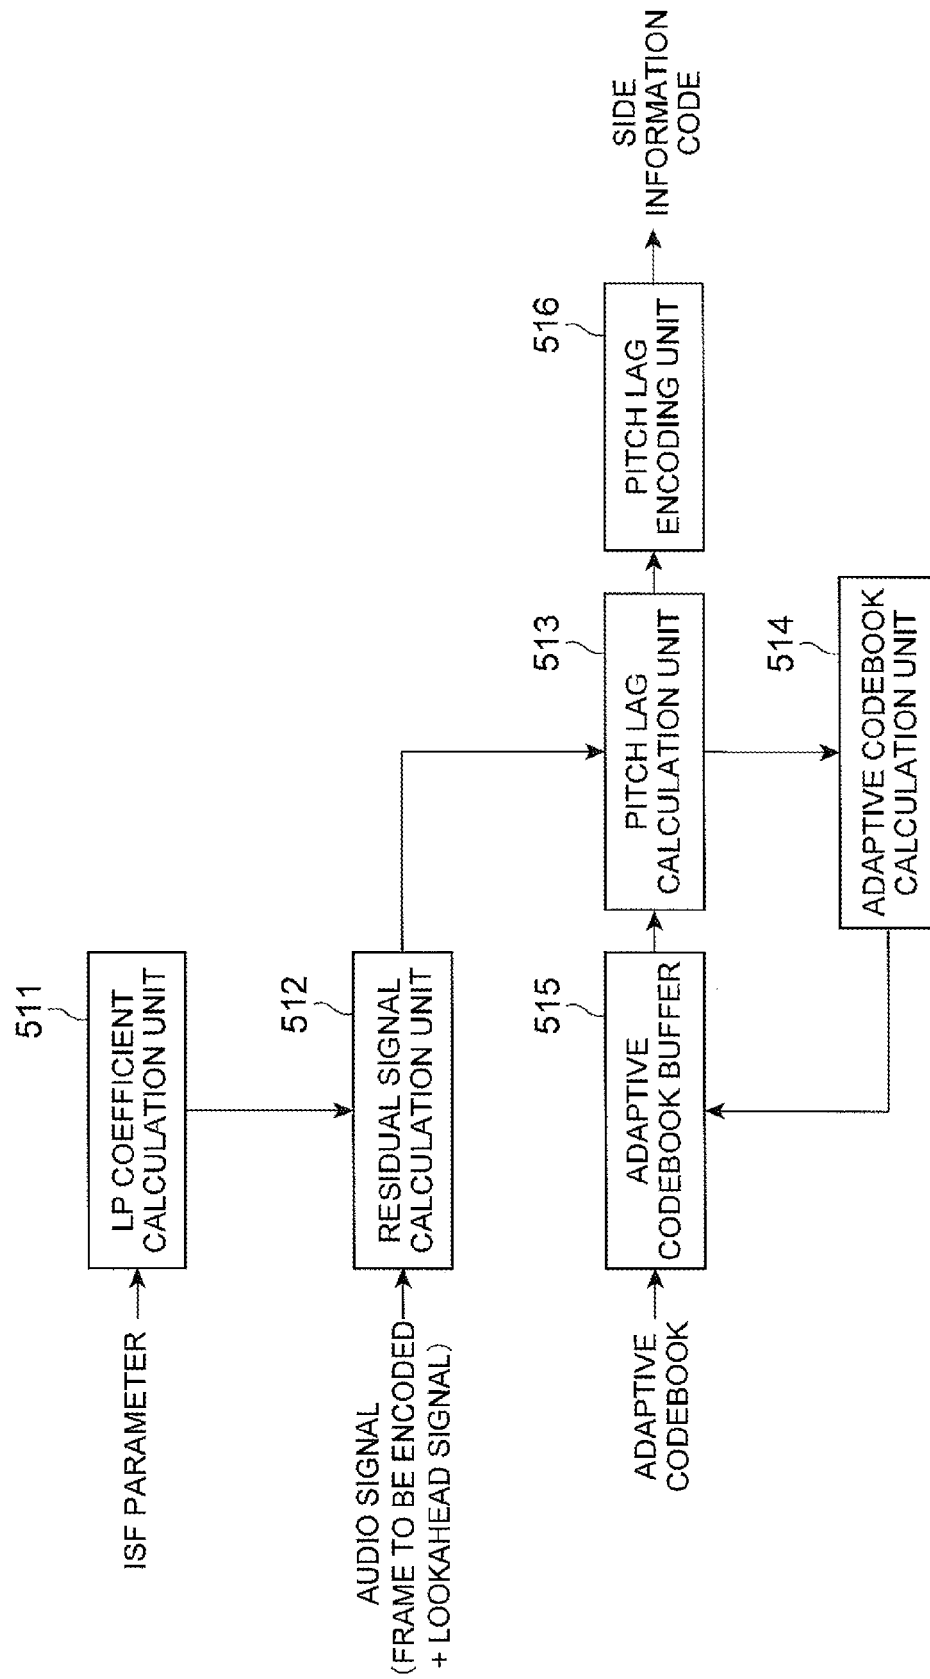 511
LP COEFFICIENT
CALCULATION UNIT
ISF PARAMETER
512
RESIDUAL SIGNAL
CALCULATION UNIT
AUDIO SIGNAL
(FRAME TO BE ENCODED
+ LOOKAHEAD SIGNAL)
515
ADAPTIVE
CODEBOOK BUFFER
ADAPTIVE
CODEBOOK
513
PITCH LAG
CALCULATION UNIT
516
PITCH LAG
ENCODING UNIT
SIDE
INFORMATION
CODE
514
ADAPTIVE CODEBOOK
CALCULATION UNIT